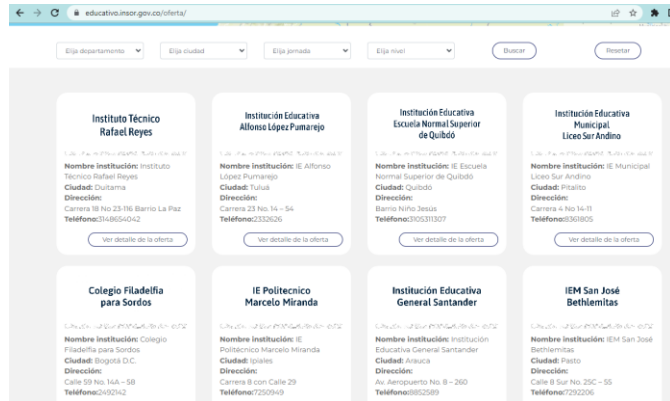 educativo.insor.gov.co/oferta/
Elija departamento
Elija ciudad
Elija jornada
Elija nivel
Buscar
Resetar
Instituto Técnico
Rafael Reyes
Nombre institución: Instituto
Técnico Rafael Reyes
Ciudad: Duitama
Dirección:
Carrera 18 No 23-116 Barrio La Paz
Teléfono:3148654042
Ver detalle de la oferta
Institución Educativa
Alfonso López Pumarejo
Nombre institución: IE Alfonso
López Pumarejo
Ciudad: Tuluá
Dirección:
Carrera 23 No. 14 – 54
Teléfono:2332626
Ver detalle de la oferta
Institución Educativa
Escuela Normal Superior
de Quibdó
Nombre institución: IE Escuela
Normal Superior de Quibdó
Ciudad: Quibdó
Dirección:
Barrio Niño Jesús
Teléfono:3105311307
Ver detalle de la oferta
Institución Educativa
Municipal
Liceo Sur Andino
Nombre institución: IE Municipal
Liceo Sur Andino
Ciudad: Pitalito
Dirección:
Carrera 4 No 14-11
Teléfono:8361805
Ver detalle de la oferta
Colegio Filadelfia
para Sordos
Nombre institución: Colegio
Filadelfia para Sordos
Ciudad: Bogotá D.C.
Dirección:
Calle 59 No. 14A – 58
Teléfono:2492142
IE Politecnico
Marcelo Miranda
Nombre institución: IE
Politécnico Marcelo Miranda
Ciudad: Ipiales
Dirección:
Carrera 8 con Calle 29
Teléfono:7250949
Institución Educativa
General Santander
Nombre institución: Institución
Educativa General Santander
Ciudad: Arauca
Dirección:
Av. Aeropuerto No. 8 – 260
Teléfono:8852589
IEM San José
Bethlemitas
Nombre institución: IEM San José
Bethlemitas
Ciudad: Pasto
Dirección:
Calle 8 Sur No. 25C – 55
Teléfono:7292206